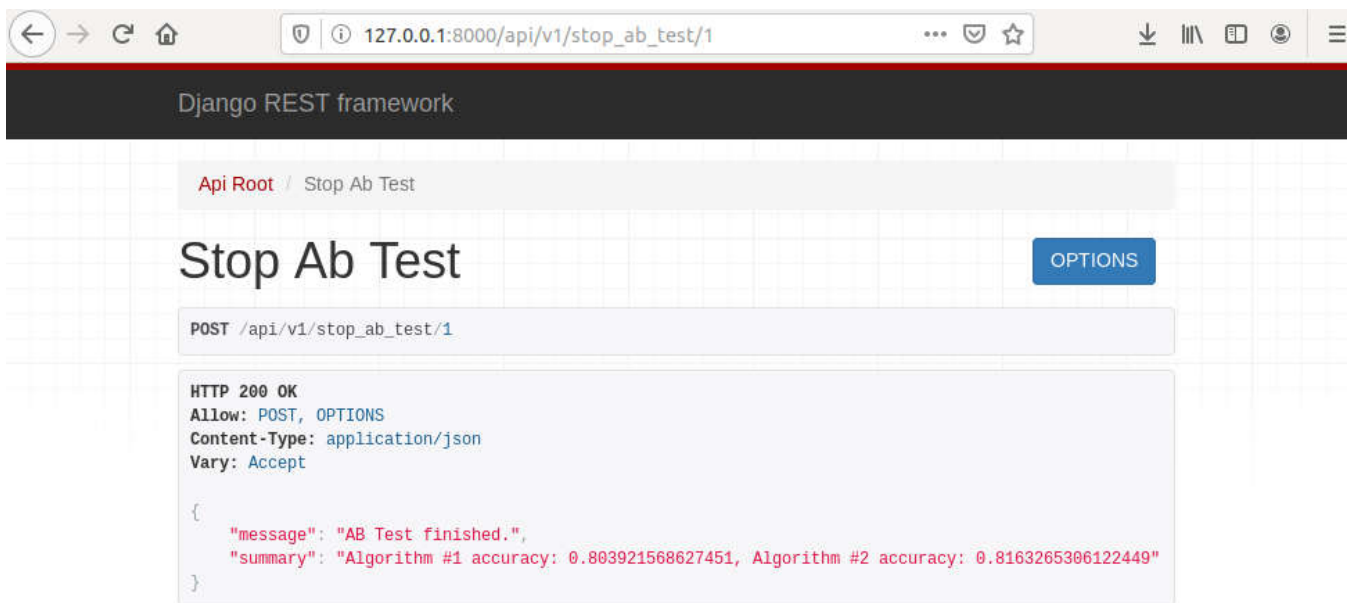 127.0.0.1:8000/api/v1/stop_ab_test/1
Django REST framework
Api Root / Stop Ab Test
Stop Ab Test
OPTIONS
POST /api/v1/stop_ab_test/1
HTTP 200 OK
Allow: POST, OPTIONS
Content-Type: application/json
Vary: Accept
{
    "message": "AB Test finished.",
    "summary": "Algorithm #1 accuracy: 0.803921568627451, Algorithm #2 accuracy: 0.8163265306122449"
}